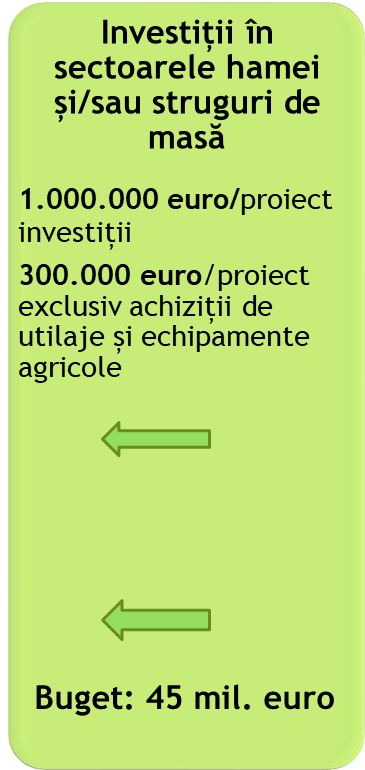 Investiții în
sectoarele hamei
și/sau struguri de
masă
1.000.000 euro/proiect
investiții
300.000 euro/proiect
exclusiv achiziții de
utilaje și echipamente
agricole
Buget: 45 mil. euro